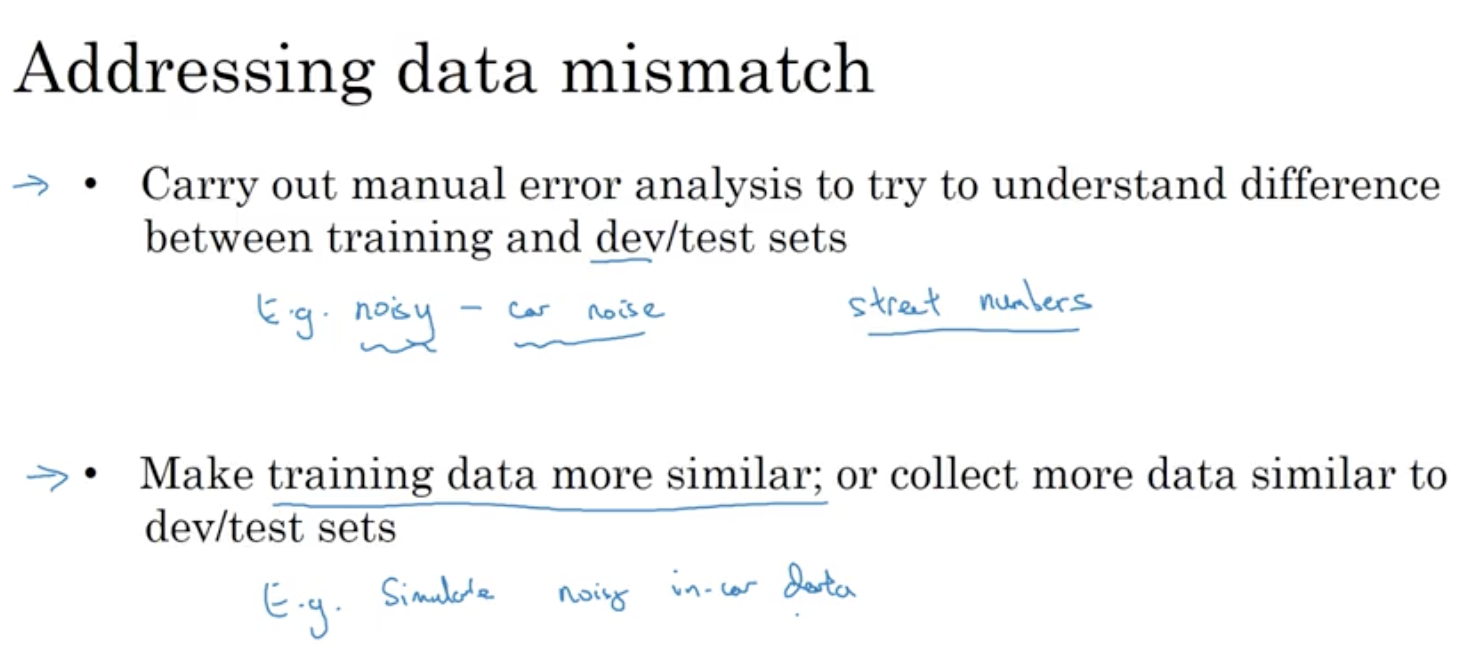 Addressing data mismatch
→ • Carry out manual error analysis to try to understand difference
between training and dev/test sets
E.g. noisy - car noise street numbers
→ • Make training data more similar; or collect more data similar to
dev/test sets
E.g. Simulate noisy in-car data